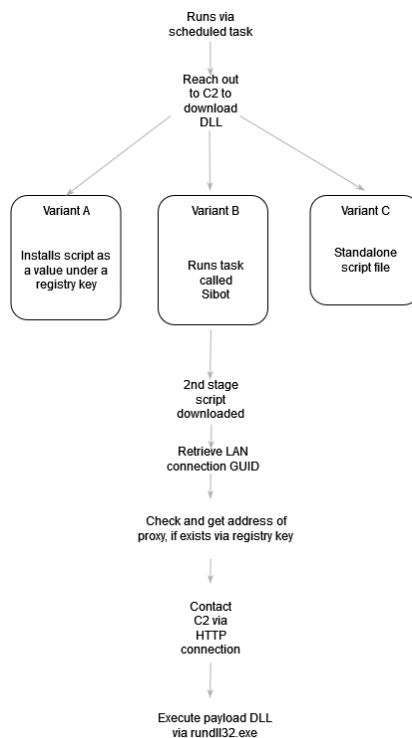 Runs via
scheduled task
Reach out
to C2 to
download
DLL
Variant A
Installs script as
a value under a
registry key
Variant B
Runs task
called
Sibot
Variant C
Standalone
script file
2nd stage
script
downloaded
Retrieve LAN
connection GUID
Check and get address of
proxy, if exists via registry key
Contact
C2 via
HTTP
connection
Execute payload DLL
via rundll32.exe